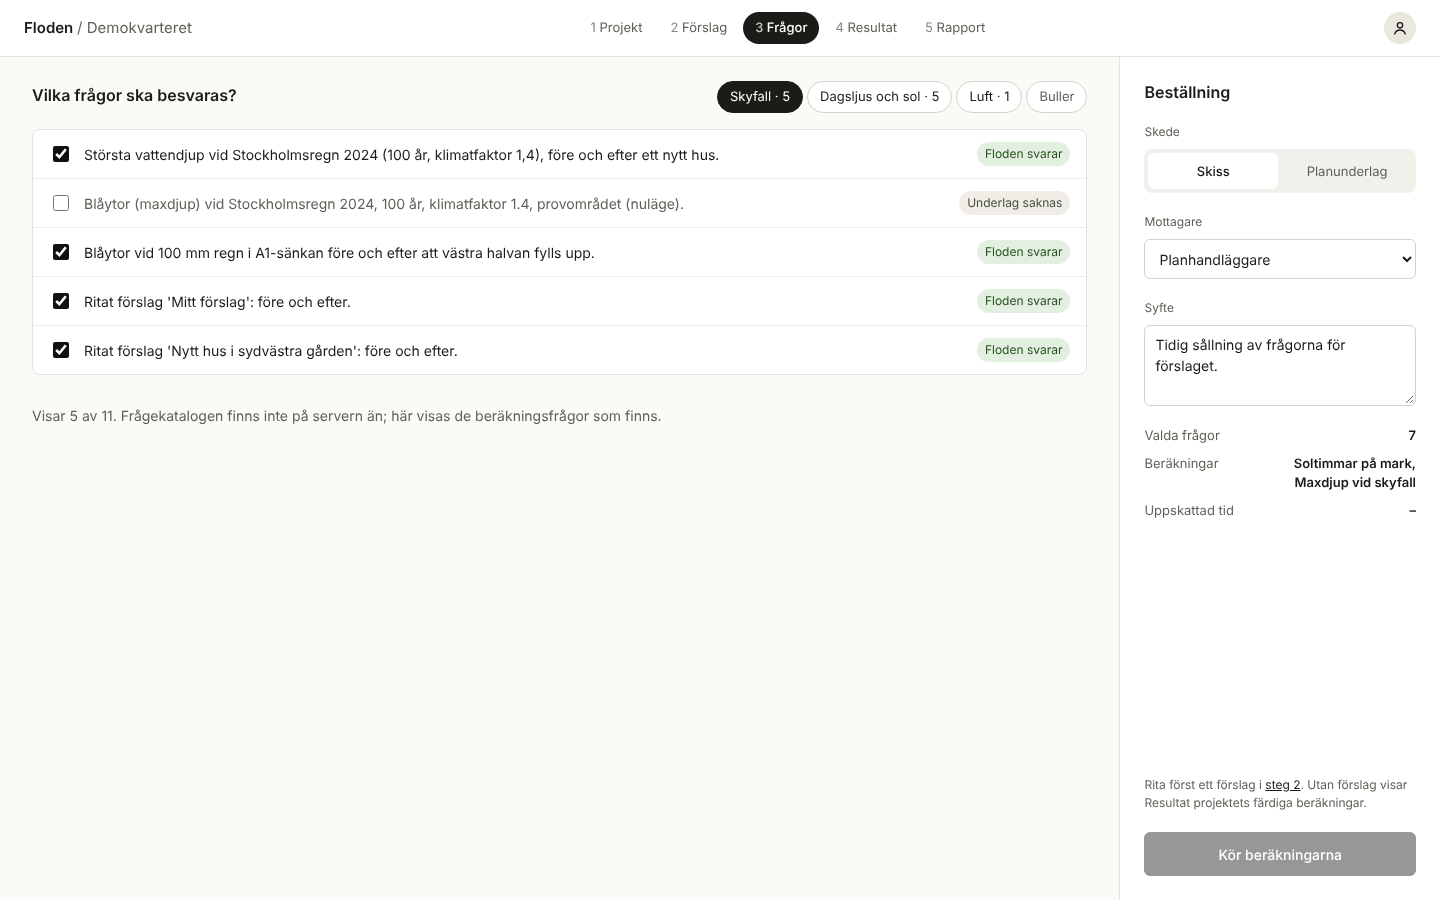 Floden / Demokvarteret
1 Projekt
2 Förslag
3 Frågor
4 Resultat
5 Rapport
Vilka frågor ska besvaras?
Skyfall · 5
Dagsljus och sol · 5
Luft · 1
Buller
Största vattendjup vid Stockholmsregn 2024 (100 år, klimatfaktor 1,4), före och efter ett nytt hus.
Floden svarar
Blåytor (maxdjup) vid Stockholmsregn 2024, 100 år, klimatfaktor 1.4, provområdet (nuläge).
Underlag saknas
Blåytor vid 100 mm regn i A1-sänkan före och efter att västra halvan fylls upp.
Floden svarar
Ritat förslag 'Mitt förslag': före och efter.
Floden svarar
Ritat förslag 'Nytt hus i sydvästra gården': före och efter.
Floden svarar
Visar 5 av 11. Frågekatalogen finns inte på servern än; här visas de beräkningsfrågor som finns.
Beställning
Skede
Skiss
Planunderlag
Mottagare
Planhandläggare
Syfte
Tidig sållning av frågorna för
förslaget.
Valda frågor
7
Beräkningar
Soltimmar på mark,
Maxdjup vid skyfall
Uppskattad tid
–
Rita först ett förslag i steg 2. Utan förslag visar
Resultat projektets färdiga beräkningar.
Kör beräkningarna